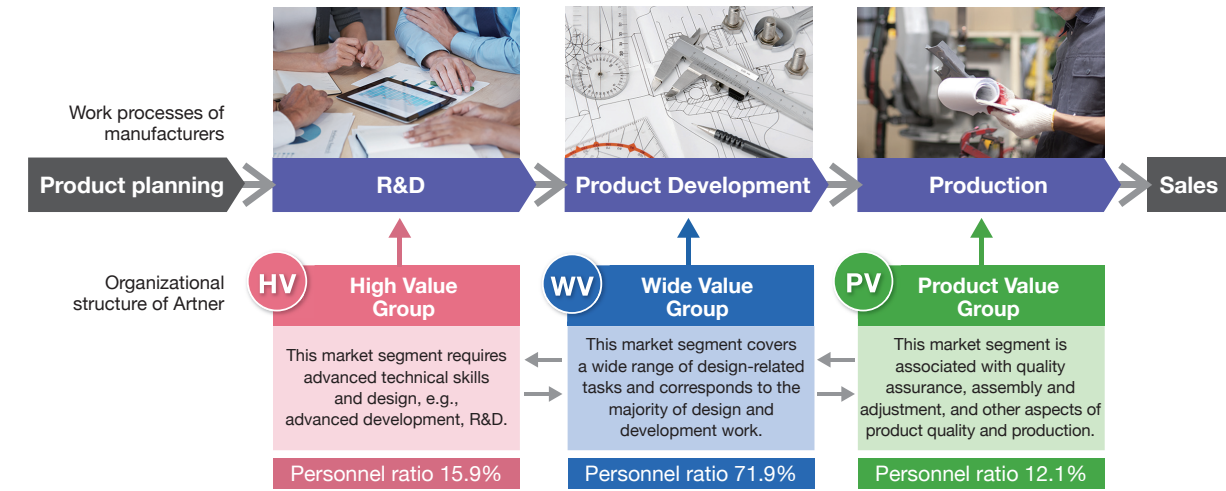 Work processes of
manufacturers
Product planning
R&D
Product Development
Production
Sales
Organizational
structure of Artner
HV
High Value
Group
This market segment requires
advanced technical skills
and design, e.g.,
advanced development, R&D.
Personnel ratio 15.9%
WV
Wide Value
Group
This market segment covers
a wide range of design-related
tasks and corresponds to the
majority of design and
development work.
Personnel ratio 71.9%
PV
Product Value
Group
This market segment is
associated with quality
assurance, assembly and
adjustment, and other aspects of
product quality and production.
Personnel ratio 12.1%